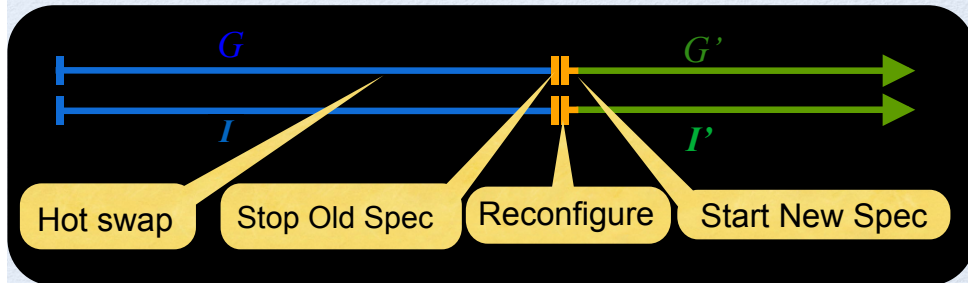 G
G’
I
I’
Hot swap
Stop Old Spec
Reconfigure
Start New Spec